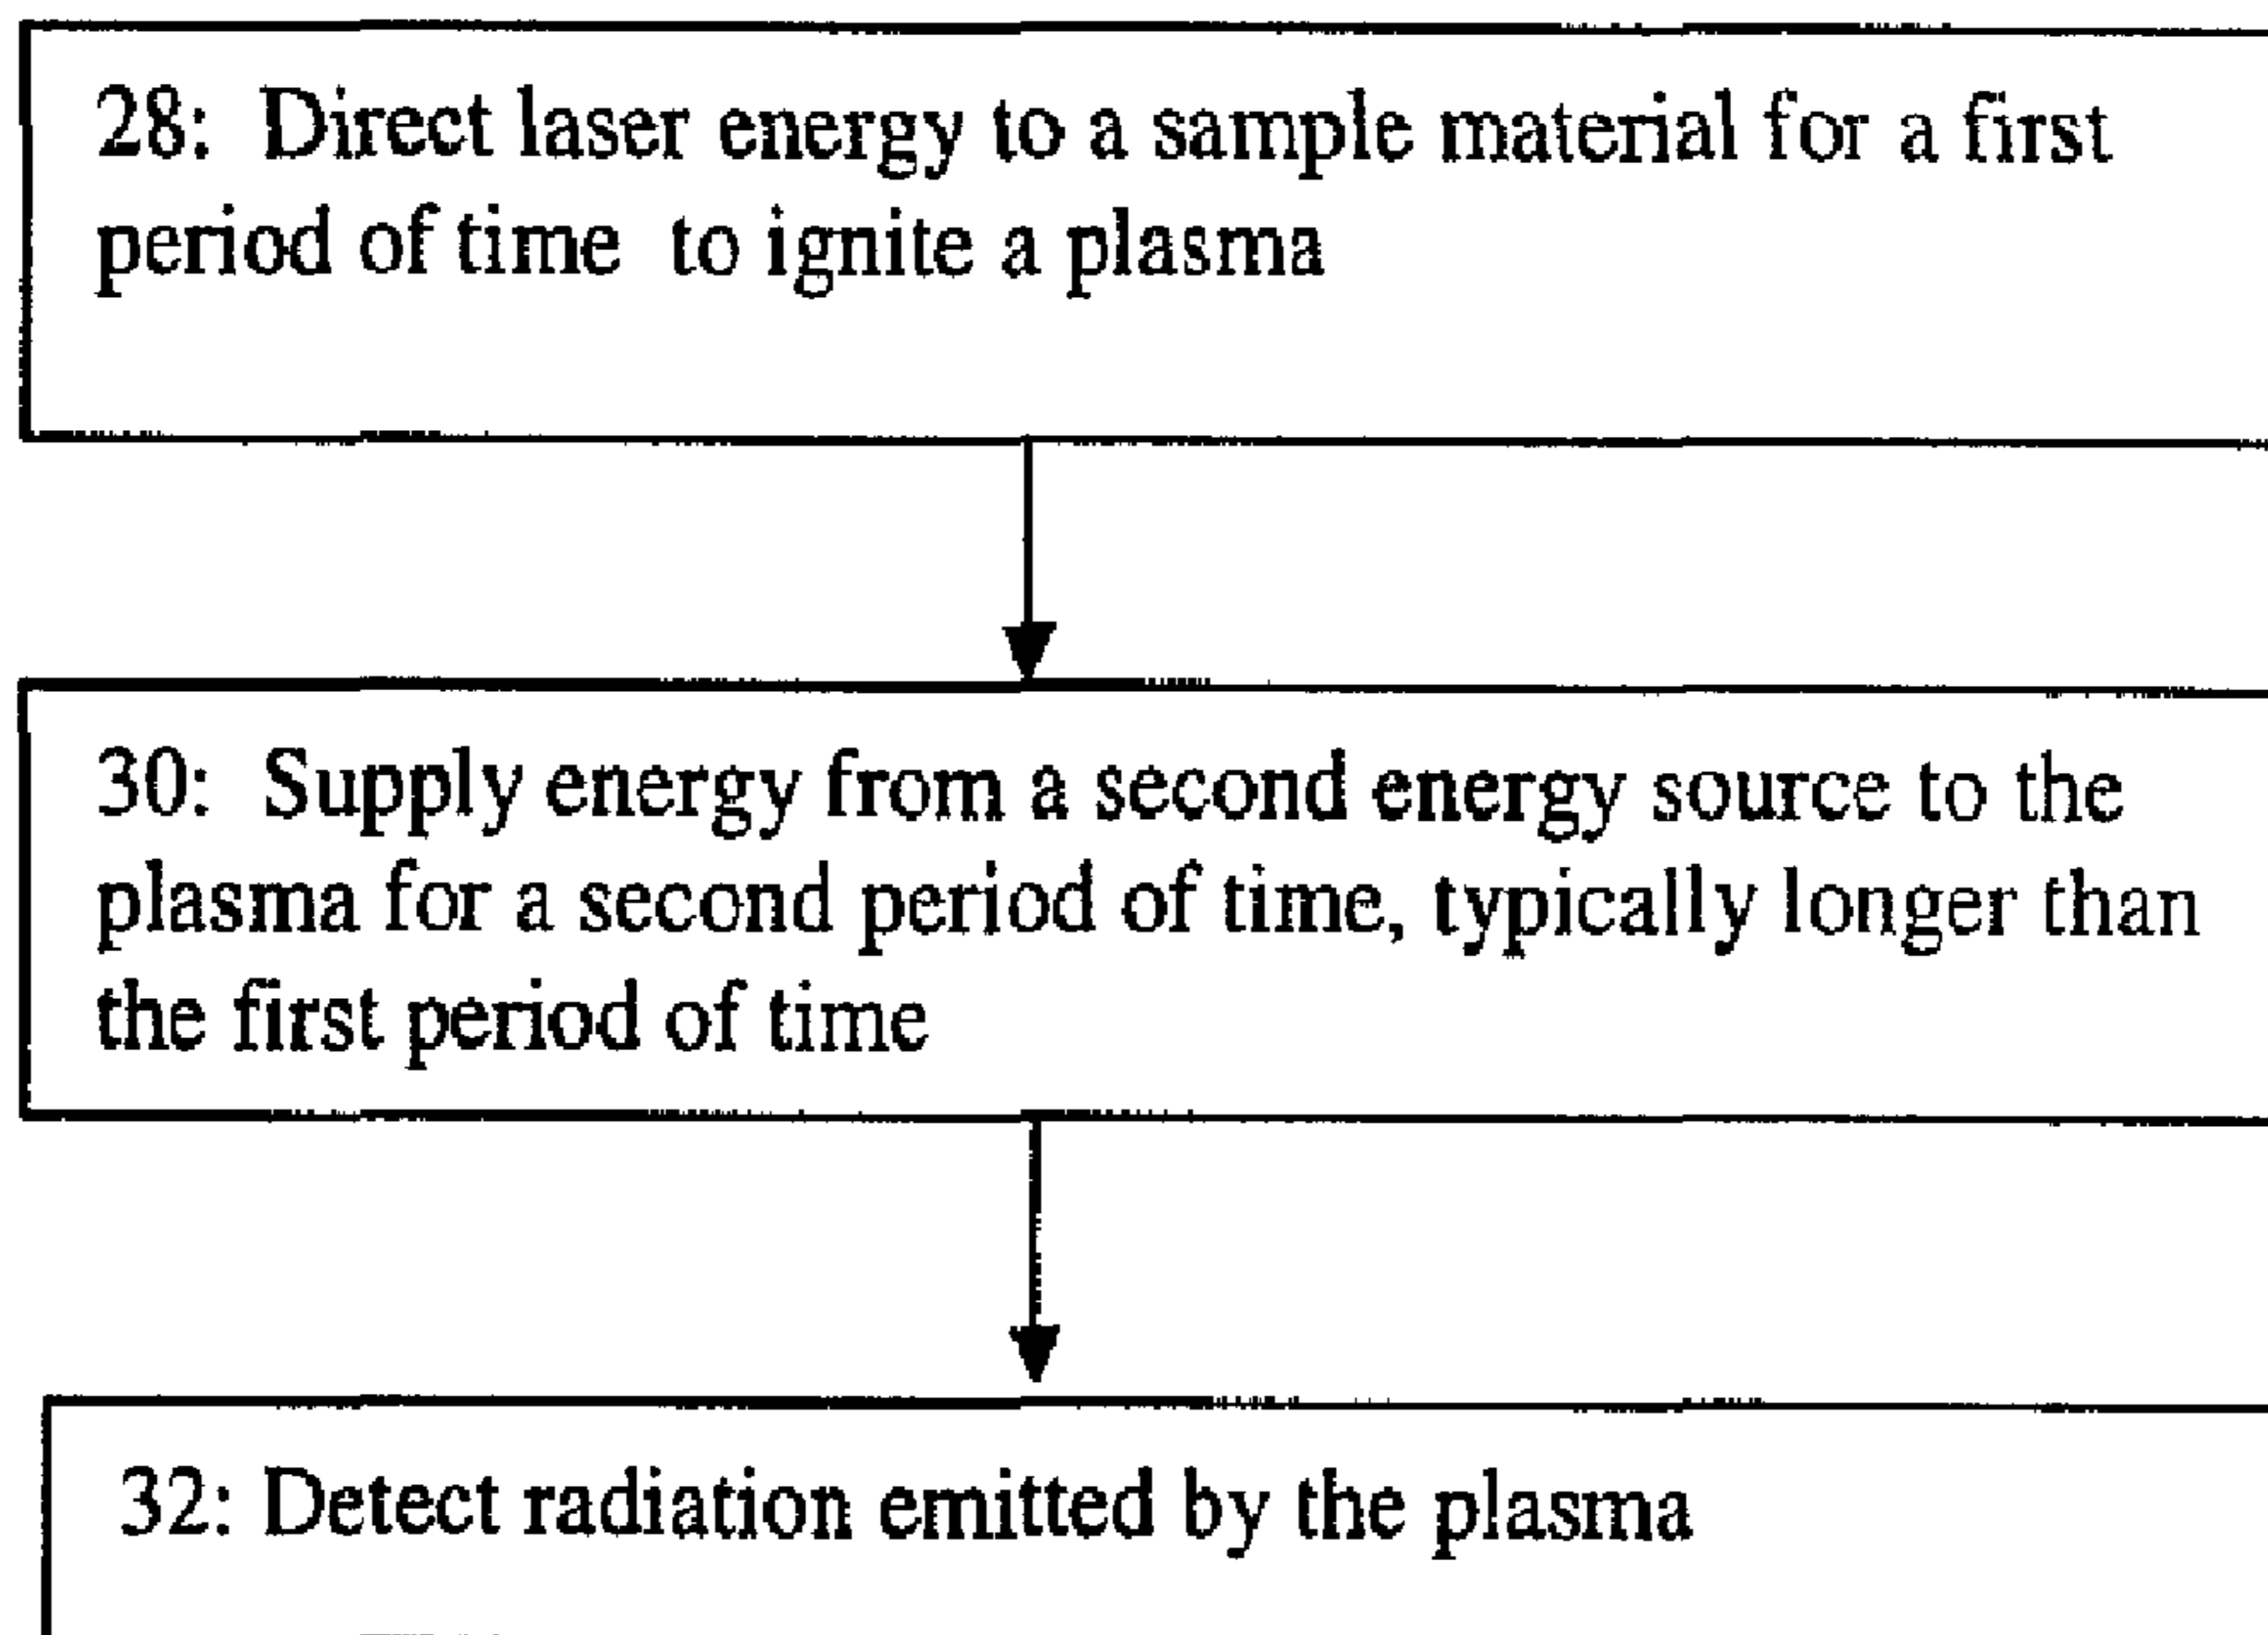 28: Direct laser energy to a sample material for a first
period of time to ignite a plasma
30: Supply energy from a second energy source to the
plasma for a second period of time, typically longer than
the first period of time
32: Detect radiation emitted by the plasma